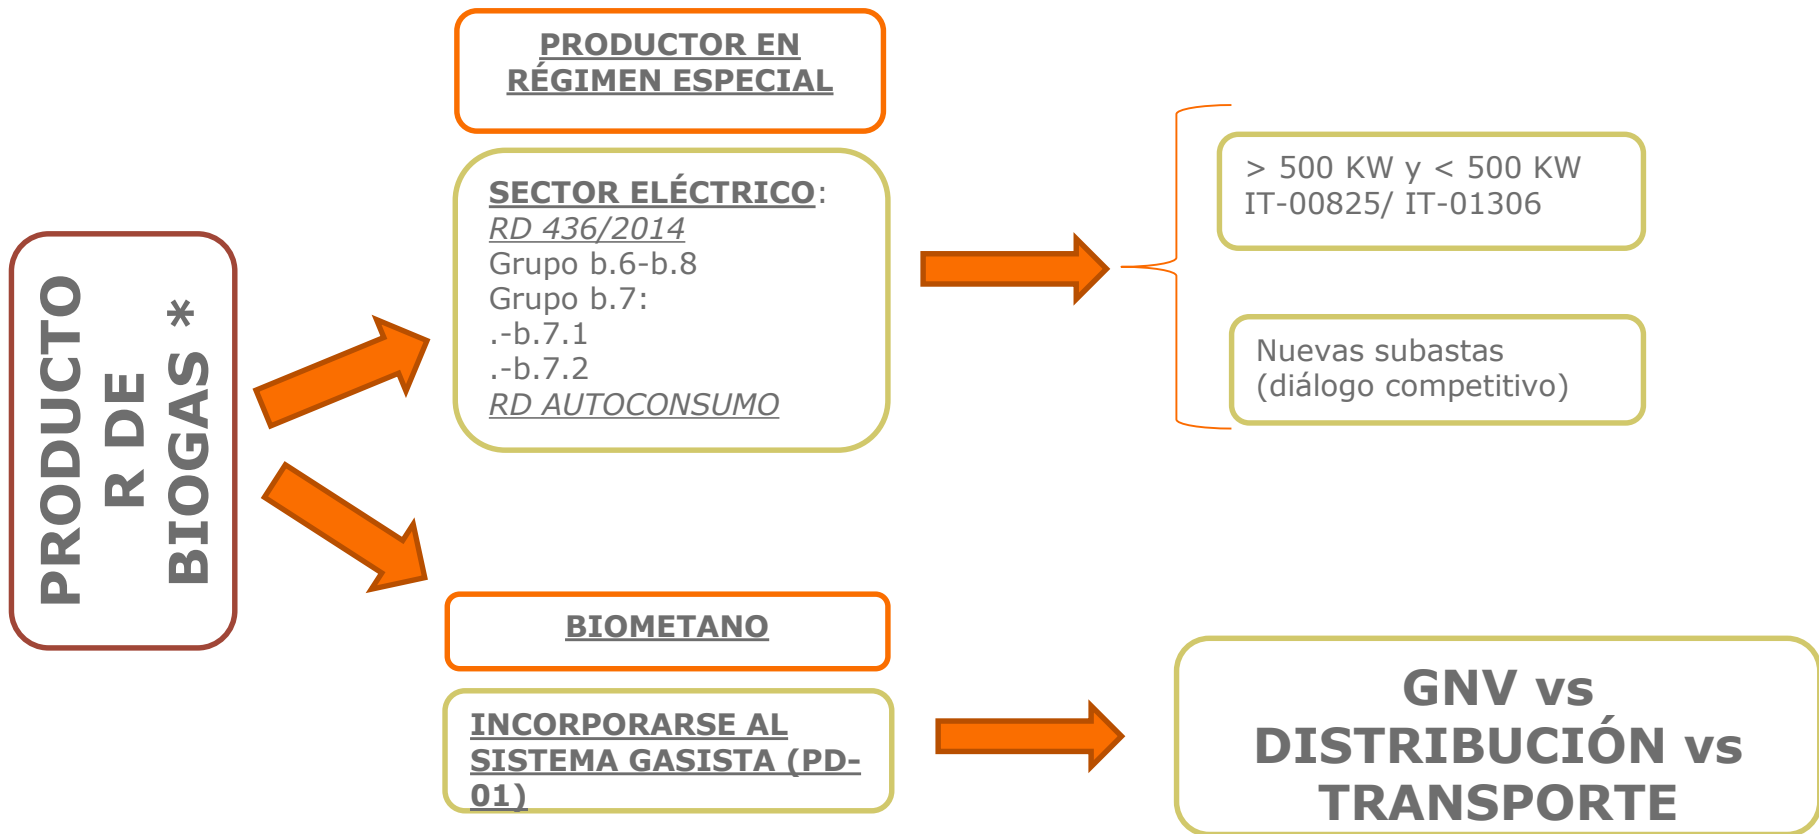 PRODUCTO
R DE
BIOGAS *
PRODUCTOR EN
RÉGIMEN ESPECIAL
SECTOR ELÉCTRICO:
RD 436/2014
Grupo b.6-b.8
Grupo b.7:
.-b.7.1
.-b.7.2
RD AUTOCONSUMO
> 500 KW y < 500 KW
IT-00825/ IT-01306
Nuevas subastas
(diálogo competitivo)
BIOMETANO
INCORPORARSE AL
SISTEMA GASISTA (PD-
01)
GNV vs
DISTRIBUCIÓN vs
TRANSPORTE